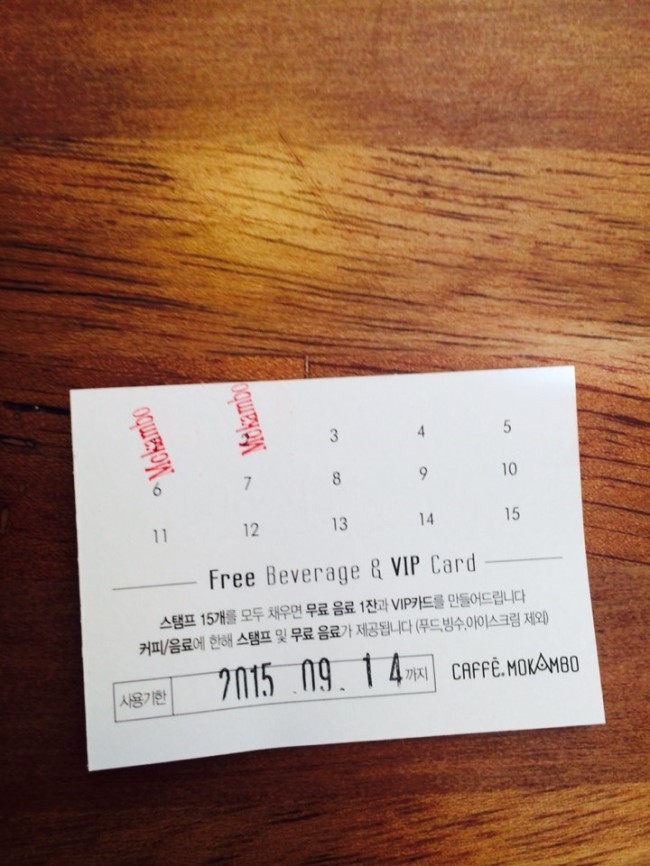 Mokambo Mokambo 3 4 5
6 7 8 9 10
11 12 13 14 15
Free Beverage & VIP Card
스탬프 15개를 모두 채우면 무료 음료 1잔과 VIP카드를 만들어드립니다
커피/음료에 한해 스탬프 및 무료 음료가 제공됩니다 (푸드,빙수,아이스크림 제외)
사용기한 2015 .09. 14 까지
CAFFÈ.MOKAMBO